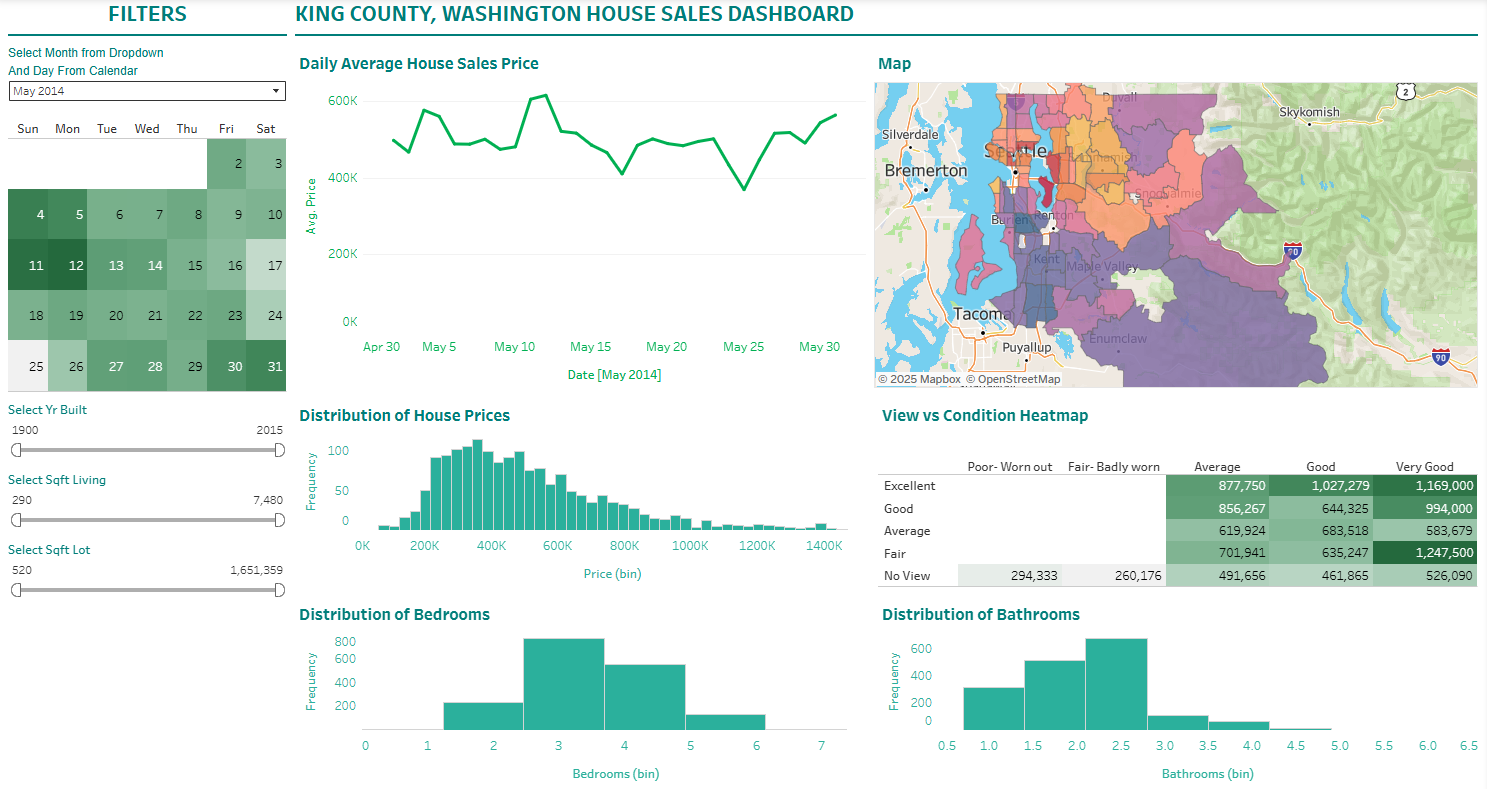 FILTERS
KING COUNTY, WASHINGTON HOUSE SALES DASHBOARD
Select Month from Dropdown
And Day From Calendar
May 2014
Sun Mon Tue Wed Thu Fri Sat
2 3
4 5 6 7 8 9 10
11 12 13 14 15 16 17
18 19 20 21 22 23 24
25 26 27 28 29 30 31
Select Yr Built
1900 2015
Select Sqft Living
290 7,480
Select Sqft Lot
520 1,651,359
Daily Average House Sales Price
Avg. Price
600K
400K
200K
0K
Apr 30 May 5 May 10 May 15 May 20 May 25 May 30
Date [May 2014]
Map
Duvall
2
Skykomish
Silverdale
Seattle
Sammamish
Bremerton
Snoqualmie
Burien Renton
90
Kent
Maple Valley
Tacoma
Enumclaw
Puyallup
90
© 2025 Mapbox © OpenStreetMap
Distribution of House Prices
Frequency
100
50
0
0K 200K 400K 600K 800K 1000K 1200K 1400K
Price (bin)
View vs Condition Heatmap
Poor- Worn out Fair- Badly worn Average Good Very Good
Excellent 877,750 1,027,279 1,169,000
Good 856,267 644,325 994,000
Average 619,924 683,518 583,679
Fair 701,941 635,247 1,247,500
No View 294,333 260,176 491,656 461,865 526,090
Distribution of Bedrooms
Frequency
800
600
400
200
0 1 2 3 4 5 6 7
Bedrooms (bin)
Distribution of Bathrooms
Frequency
600
400
200
0
0.5 1.0 1.5 2.0 2.5 3.0 3.5 4.0 4.5 5.0 5.5 6.0 6.5
Bathrooms (bin)